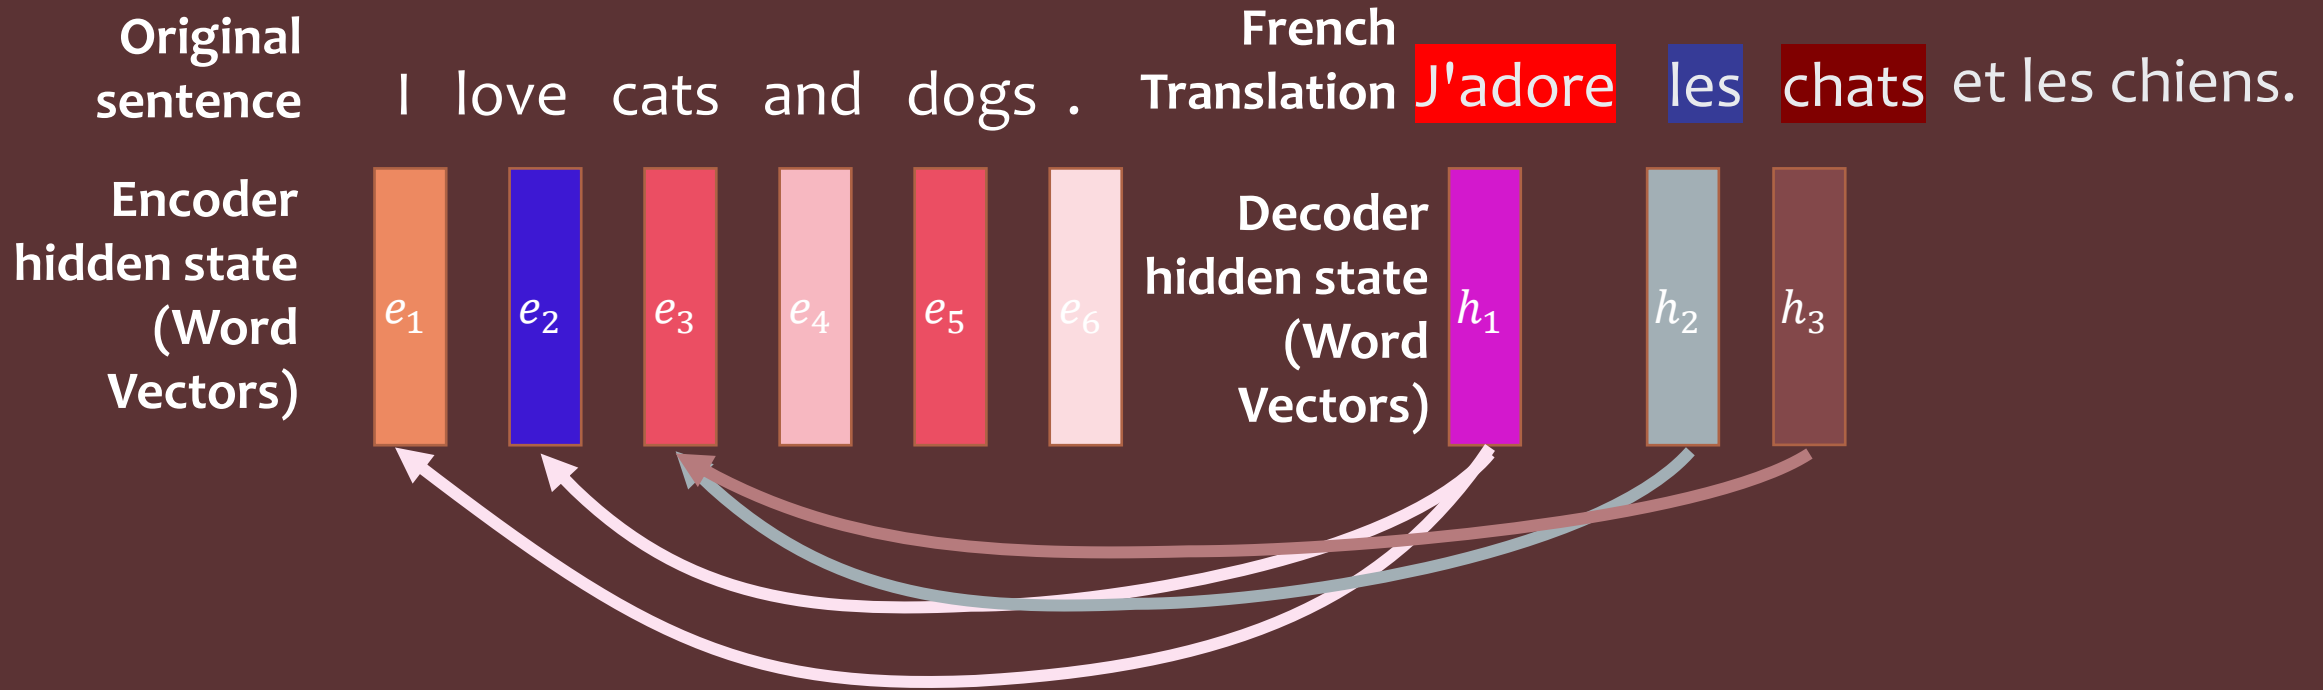 Original
sentence
I love cats and dogs .
French
Translation
J'adore les chats et les chiens.
Encoder
hidden state
(Word
Vectors)
e₁ e₂ e₃ e₄ e₅ e₆
Decoder
hidden state
(Word
Vectors)
h₁ h₂ h₃